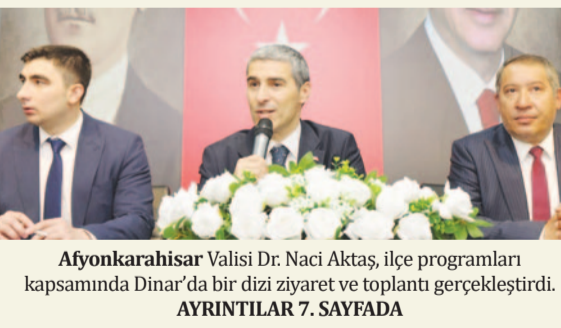 Afyonkarahisar Valisi Dr. Naci Aktaş, ilçe programları
kapsamında Dinar’da bir dizi ziyaret ve toplantı gerçekleştirdi.
AYRINTILAR 7. SAYFADA